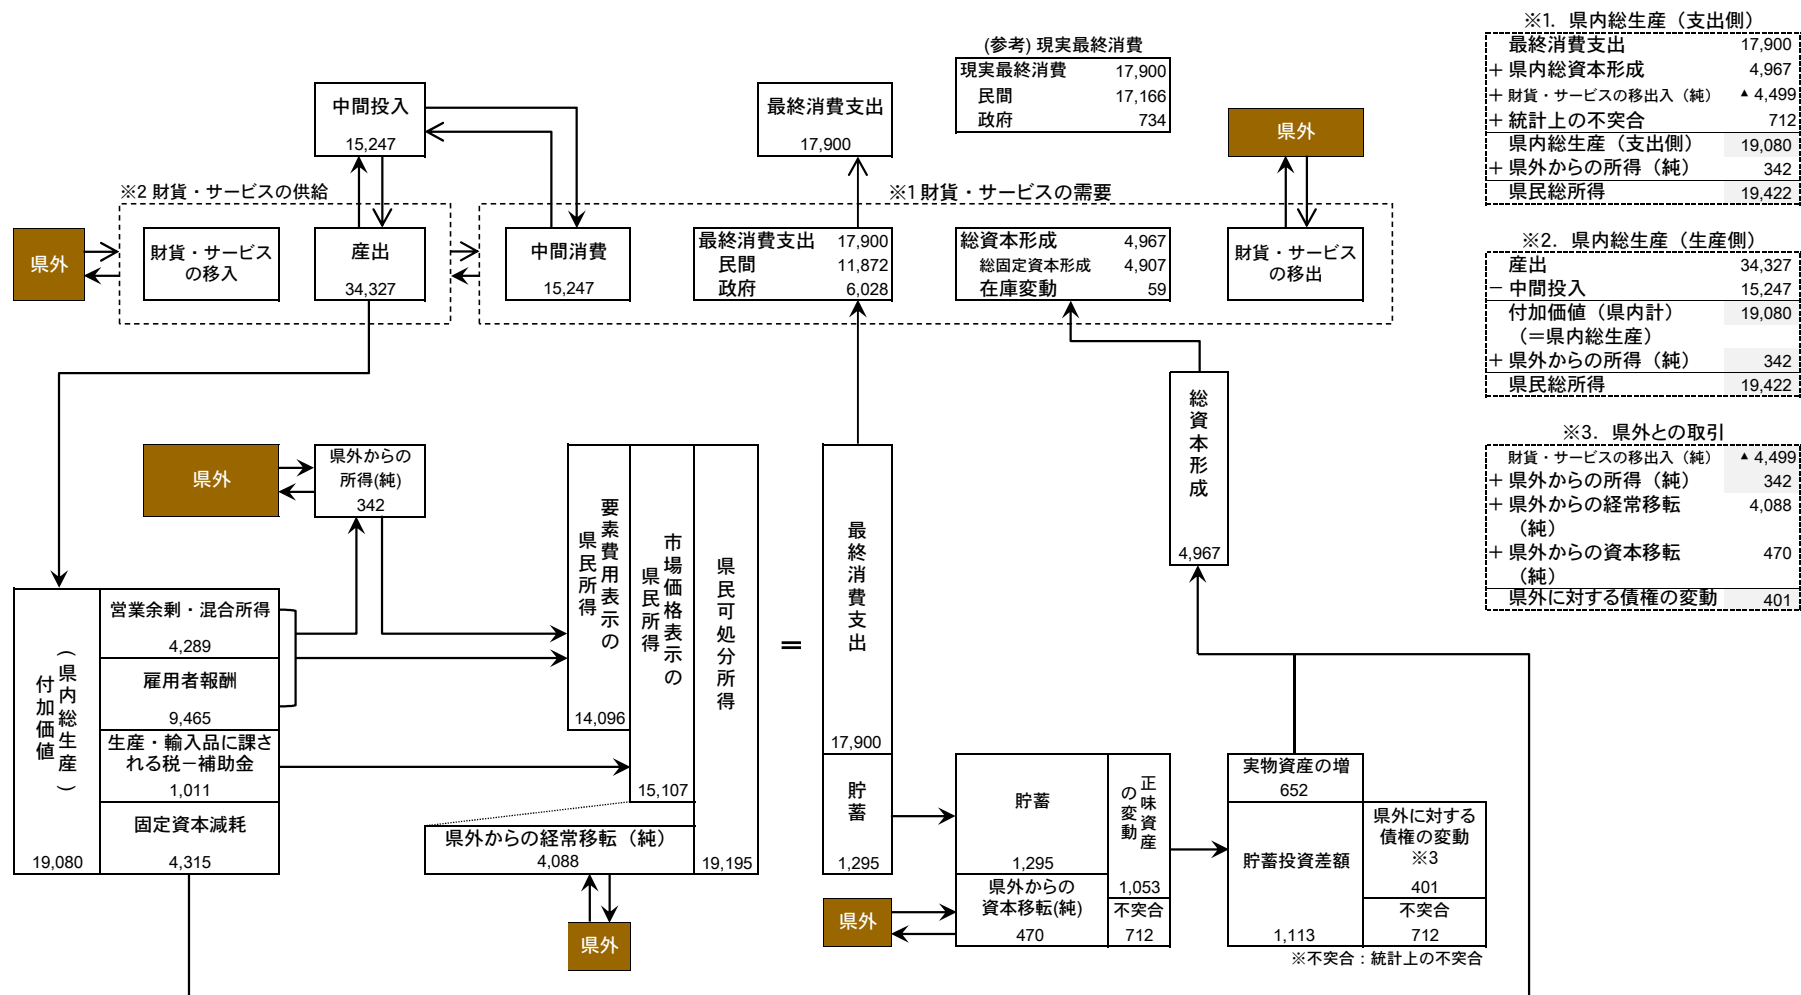 (参考) 現実最終消費
現実最終消費 17,900
民間 17,166
政府 734
中間投入
15,247
最終消費支出
17,900
県外
※2 財貨・サービスの供給
※1 財貨・サービスの需要
県外
財貨・サービス
の移入
産出
34,327
中間消費
15,247
最終消費支出 17,900
民間 11,872
政府 6,028
総資本形成 4,967
総固定資本形成 4,907
在庫変動 59
財貨・サービス
の移出
※1. 県内総生産（支出側）
最終消費支出 17,900
＋ 県内総資本形成 4,967
＋ 財貨・サービスの移出入（純） ▲ 4,499
＋ 統計上の不突合 712
県内総生産（支出側） 19,080
＋ 県外からの所得（純） 342
県民総所得 19,422
※2. 県内総生産（生産側）
産出 34,327
－ 中間投入 15,247
付加価値（県内計） 19,080
（＝県内総生産）
＋ 県外からの所得（純） 342
県民総所得 19,422
※3. 県外との取引
財貨・サービスの移出入（純） ▲ 4,499
＋ 県外からの所得（純） 342
＋ 県外からの経常移転 4,088
（純）
＋ 県外からの資本移転 470
（純）
県外に対する債権の変動 401
総資本形成
4,967
県外
県外からの
所得(純)
342
付加価値
（県内総生産）
19,080
営業余剰・混合所得
4,289
雇用者報酬
9,465
生産・輸入品に課さ
れる税－補助金
1,011
固定資本減耗
4,315
要素費用表示の
県民所得
14,096
市場価格表示の
県民所得
15,107
県民可処分所得
19,195
県外からの経常移転（純）
4,088
県外
＝
最終消費支出
17,900
貯蓄
1,295
県外
貯蓄
1,295
県外からの
資本移転(純)
470
正味資産
の変動
1,053
不突合
712
実物資産の増
652
貯蓄投資差額
1,113
県外に対する
債権の変動
※3
401
不突合
712
※不突合：統計上の不突合